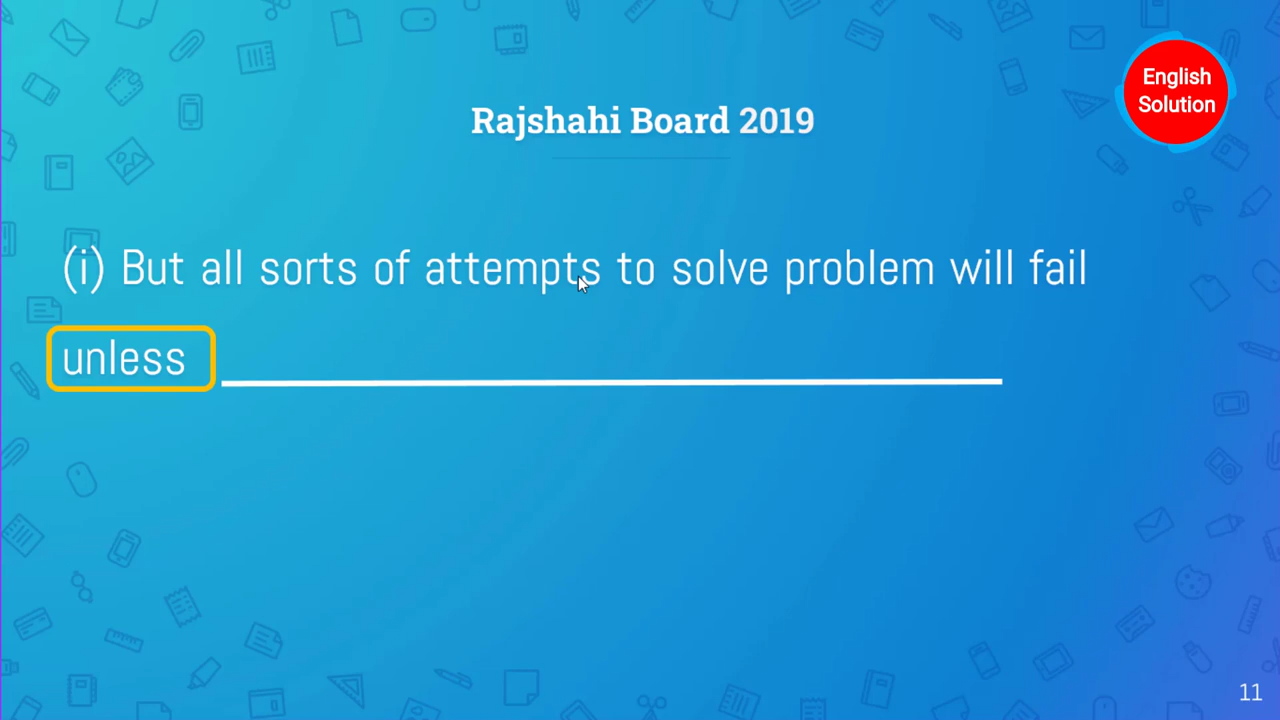 English
Solution
Rajshahi Board 2019
(i) But all sorts of attempts to solve problem will fail
unless
11